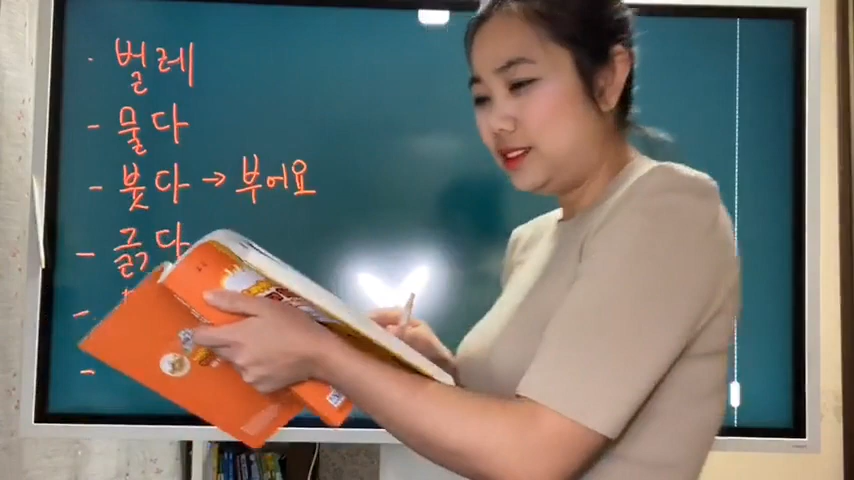 · 벌레
- 물다
- 붓다 → 부어요
- 긁다